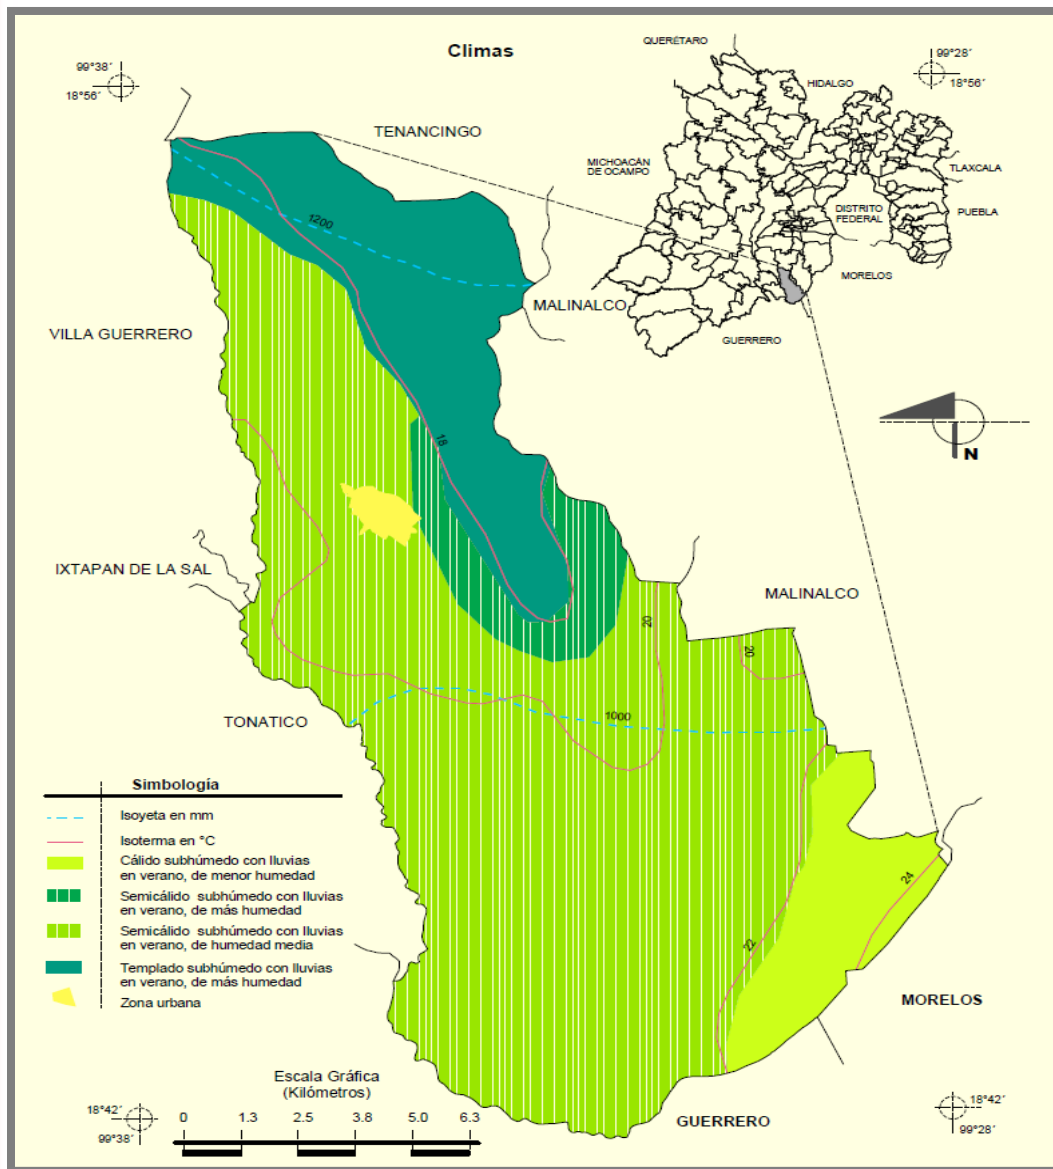 Climas
99°38´
18°56´
99°28´
18°56´
QUERÉTARO
HIDALGO
MICHOACÁN
DE OCAMPO
TLAXCALA
DISTRITO
FEDERAL
PUEBLA
MORELOS
GUERRERO
TENANCINGO
1200
MALINALCO
VILLA GUERRERO
N
18
IXTAPAN DE LA SAL
MALINALCO
20
20
TONATICO
1000
Simbología
Isoyeta en mm
Isoterma en °C
Cálido subhúmedo con lluvias
en verano, de menor humedad
Semicálido subhúmedo con lluvias
en verano, de más humedad
Semicálido subhúmedo con lluvias
en verano, de humedad media
Templado subhúmedo con lluvias
en verano, de más humedad
Zona urbana
24
22
MORELOS
Escala Gráfica
(Kilómetros)
0 1.3 2.5 3.8 5.0 6.3
GUERRERO
18°42´
99°38´
18°42´
99°28´